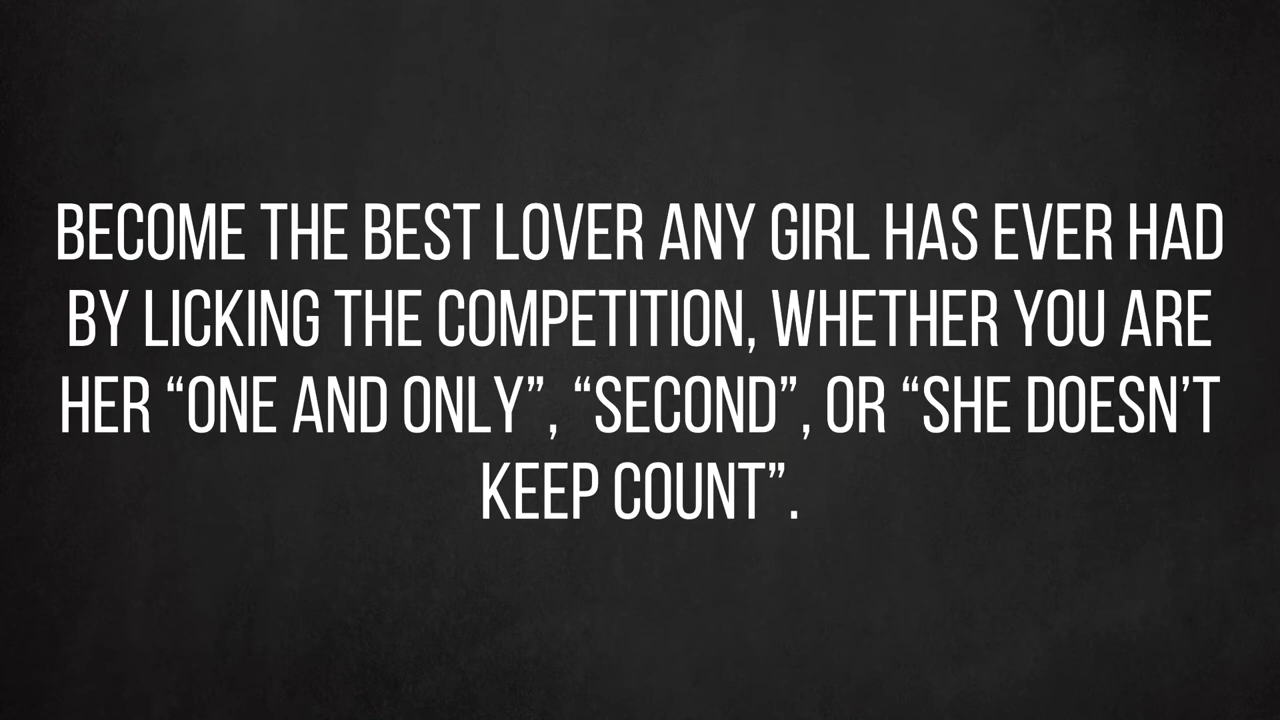 BECOME THE BEST LOVER ANY GIRL HAS EVER HAD
BY LICKING THE COMPETITION, WHETHER YOU ARE
HER “ONE AND ONLY”, “SECOND”, OR “SHE DOESN’T
KEEP COUNT”.